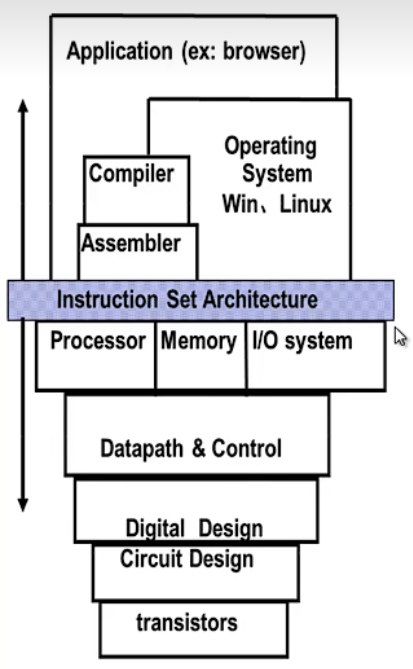 Application (ex: browser)
Operating
System
Win、Linux
Compiler
Assembler
Instruction Set Architecture
Processor
Memory
I/O system
Datapath & Control
Digital Design
Circuit Design
transistors